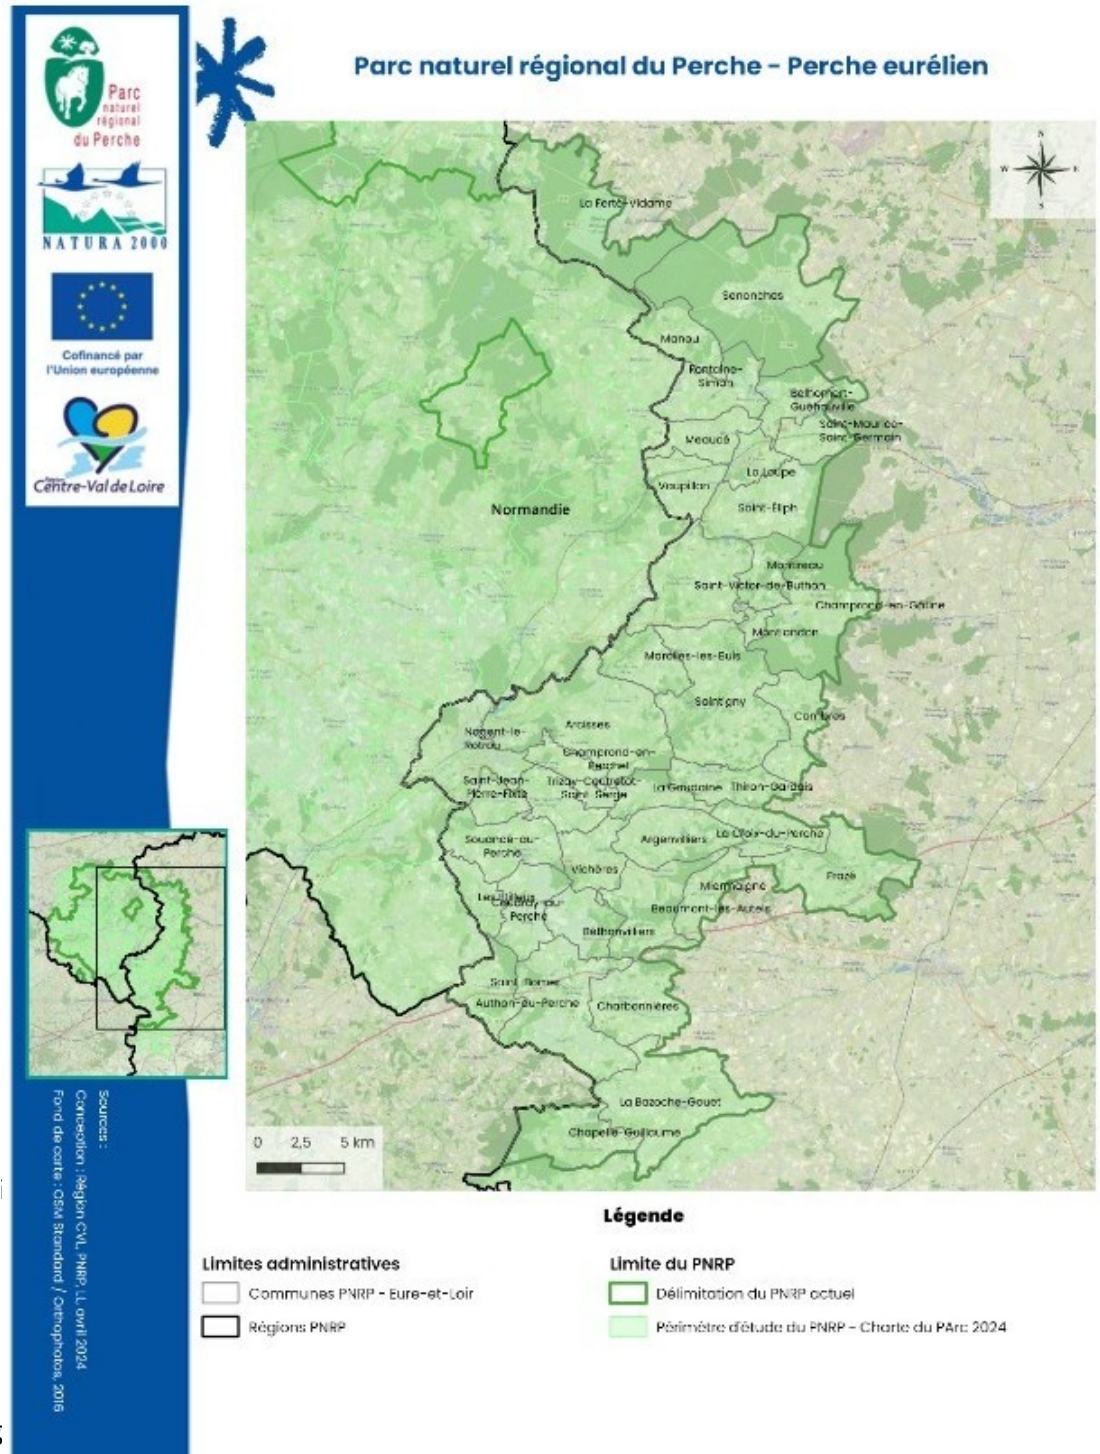 Parc naturel régional du Perche - Perche eurélien
Parc
naturel
régional
du Perche
NATURA 2000
Cofinancé par
l'Union européenne
Centre-Val de Loire
N
W
E
S
La Ferté-Vidame
Senonches
Manou
Fontaine-
Simon
Belhomert-
Guéhouville
Saint-Maurice-
Saint-Germain
Meaucé
La Loupe
Vaupillon
Saint-Éliph
Normandie
Montireau
Saint-Victor-de-Buthon
Champrond-en-Gâtine
Montlandon
Marolles-les-Buis
Saintigny
Combres
Arcisses
Nogent-le-
Rotrou
Champrond-en-
Perchet
Saint-Jean-
Pierre-Fixte
Trizay-Coutretot-
Saint-Serge
La Gaudaine
Thiron-Gardais
Souancé-au-
Perche
Argenvilliers
La Croix-du-Perche
Vichères
Frazé
Miermaigne
Les Étilleux
Coudray-au-
Perche
Beaumont-les-Autels
Béthonvilliers
Saint-Bomer
Authon-du-Perche
Charbonnières
La Bazoche-Gouet
Chapelle-Guillaume
0 2,5 5 km
Sources :
Conception : Région CVL, PNRP, LL avril 2024
Fond de carte : OSM Standard / Orthophotos, 2016
Légende
Limites administratives
Communes PNRP - Eure-et-Loir
Régions PNRP
Limite du PNRP
Délimitation du PNRP actuel
Périmètre d'étude du PNRP - Charte du PArc 2024